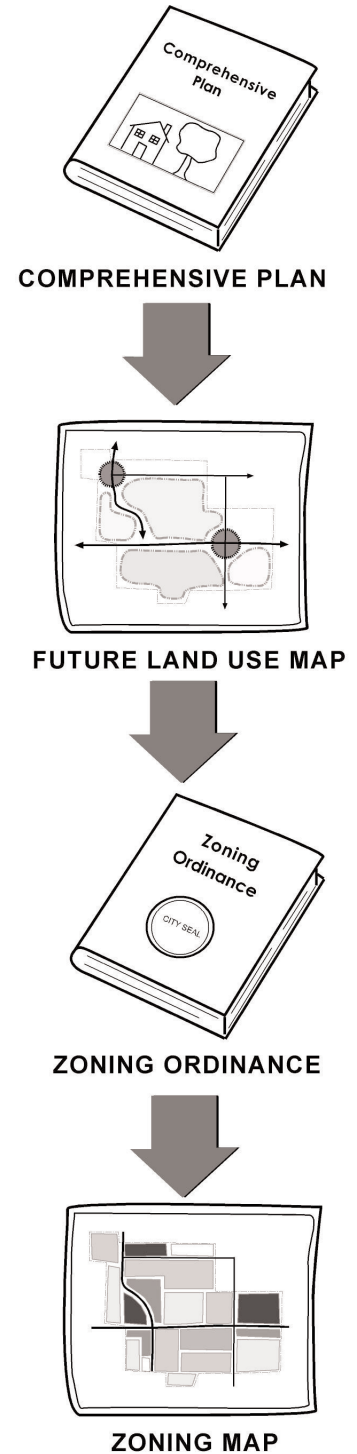 Comprehensive
Plan
COMPREHENSIVE PLAN
FUTURE LAND USE MAP
Zoning
Ordinance
CITY SEAL
ZONING ORDINANCE
ZONING MAP